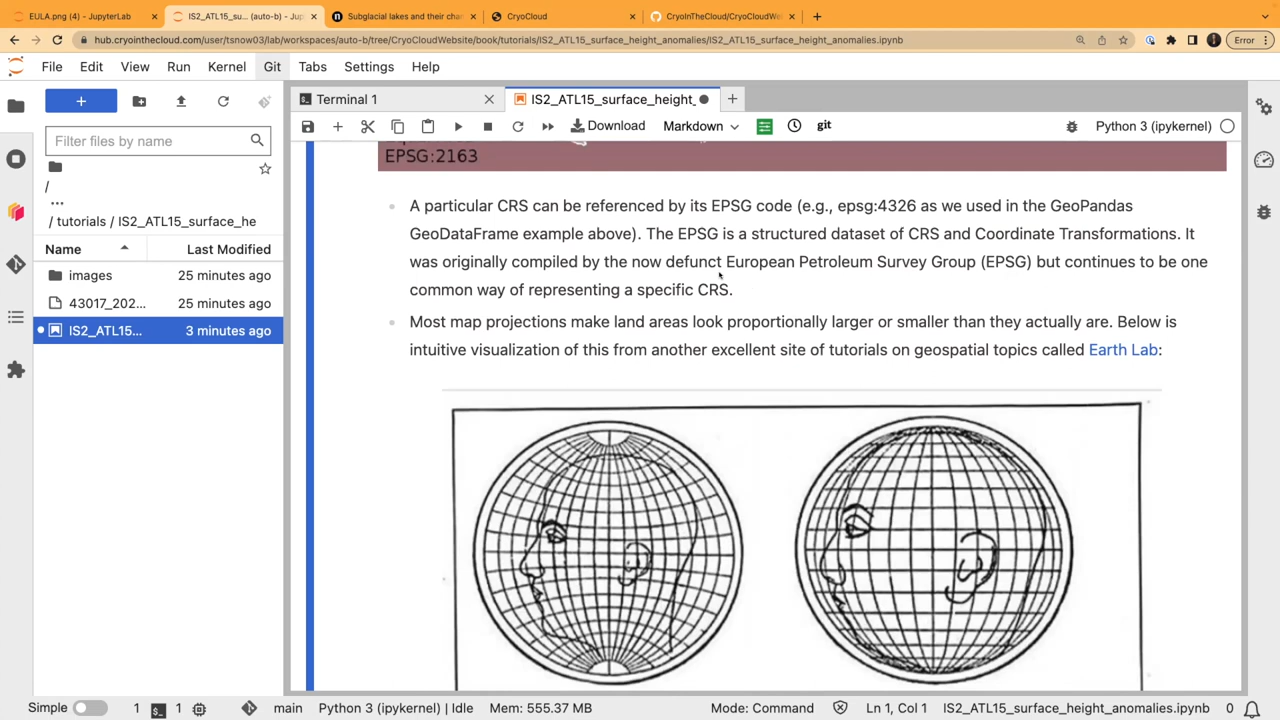 EULA.png (4) - JupyterLab
IS2_ATL15_su... (auto-b) - Jup
Subglacial lakes and their cha
CryoCloud
CryoInTheCloud/CryoCloudWe
hub.cryointhecloud.com/user/tsnow03/lab/workspaces/auto-b/tree/CryoCloudWebsite/book/tutorials/IS2_ATL15_surface_height_anomalies/IS2_ATL15_surface_height_anomalies.ipynb
Error
File Edit View Run Kernel Git Tabs Settings Help
Terminal 1
IS2_ATL15_surface_height_
Download
Markdown
git
Python 3 (ipykernel)
Filter files by name
/
...
/ tutorials / IS2_ATL15_surface_he
Name Last Modified
images 25 minutes ago
43017_202... 25 minutes ago
IS2_ATL15... 3 minutes ago
EPSG:2163
A particular CRS can be referenced by its EPSG code (e.g., epsg:4326 as we used in the GeoPandas
GeoDataFrame example above). The EPSG is a structured dataset of CRS and Coordinate Transformations. It
was originally compiled by the now defunct European Petroleum Survey Group (EPSG) but continues to be one
common way of representing a specific CRS.
Most map projections make land areas look proportionally larger or smaller than they actually are. Below is
intuitive visualization of this from another excellent site of tutorials on geospatial topics called Earth Lab:
Simple 1 1 main Python 3 (ipykernel) | Idle Mem: 555.37 MB Mode: Command Ln 1, Col 1 IS2_ATL15_surface_height_anomalies.ipynb 0